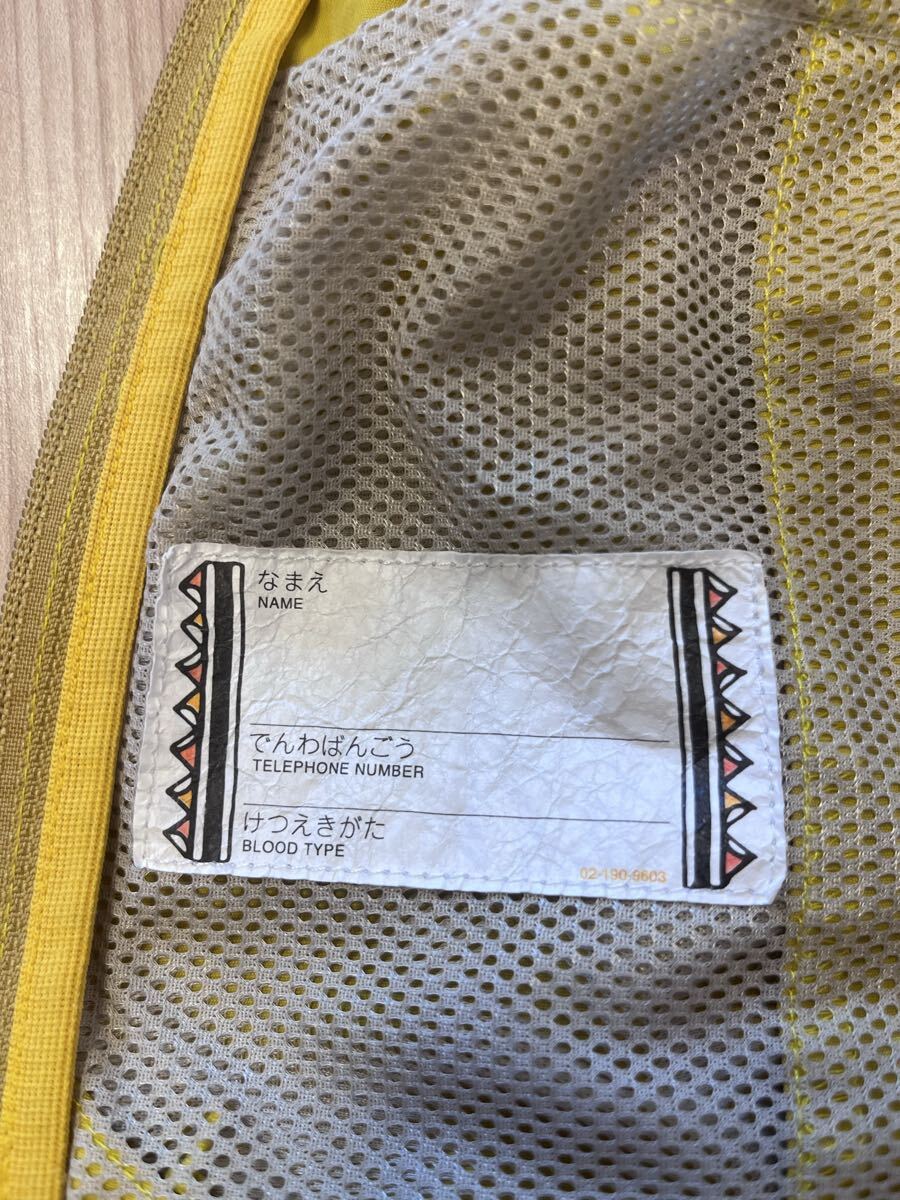 なまえ
NAME
でんわばんごう
TELEPHONE NUMBER
けつえきがた
BLOOD TYPE
02-190-9603